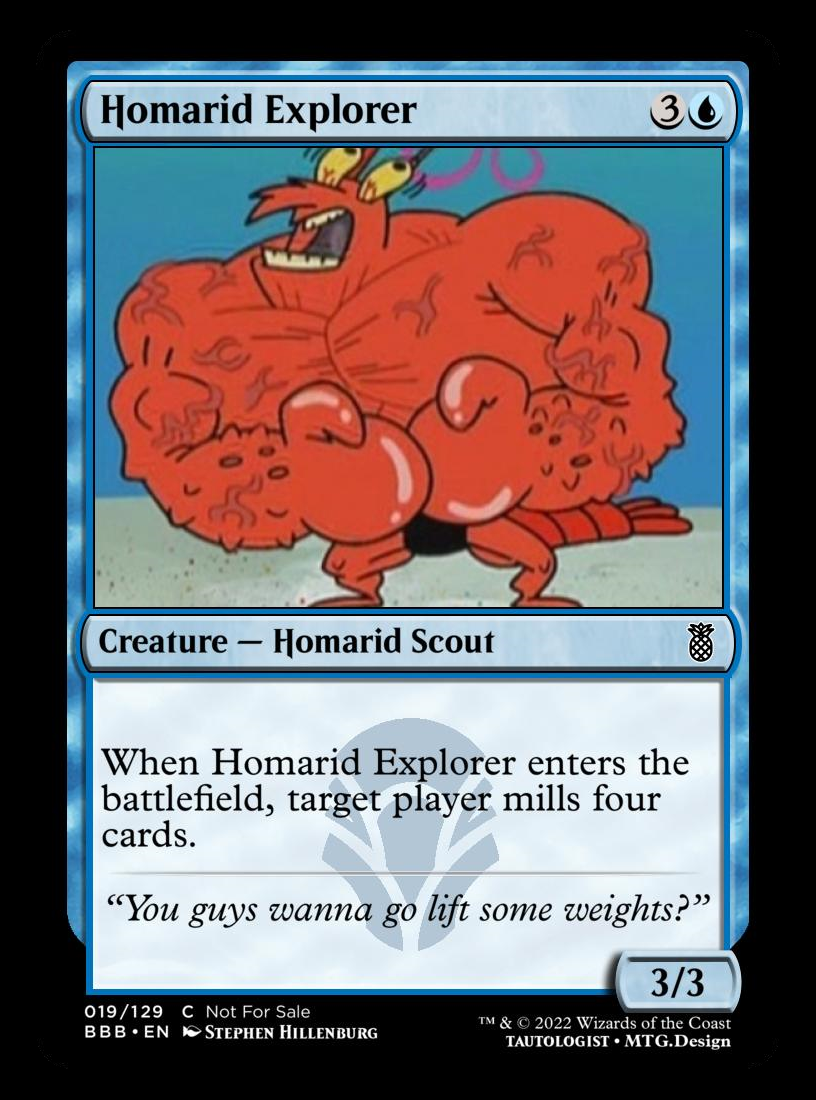 Homarid Explorer 3
Creature — Homarid Scout
When Homarid Explorer enters the
battlefield, target player mills four
cards.
“You guys wanna go lift some weights?”
3/3
019/129 C Not For Sale
BBB • EN STEPHEN HILLENBURG
™ & © 2022 Wizards of the Coast
TAUTOLOGIST • MTG.Design